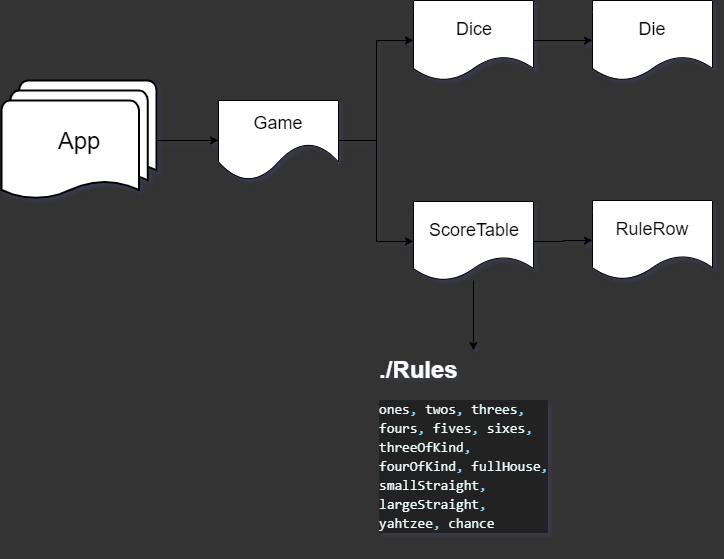 Dice
Die
App
Game
ScoreTable
RuleRow
./Rules
ones, twos, threes,
fours, fives, sixes,
threeOfKind,
fourOfKind, fullHouse,
smallStraight,
largeStraight,
yahtzee, chance